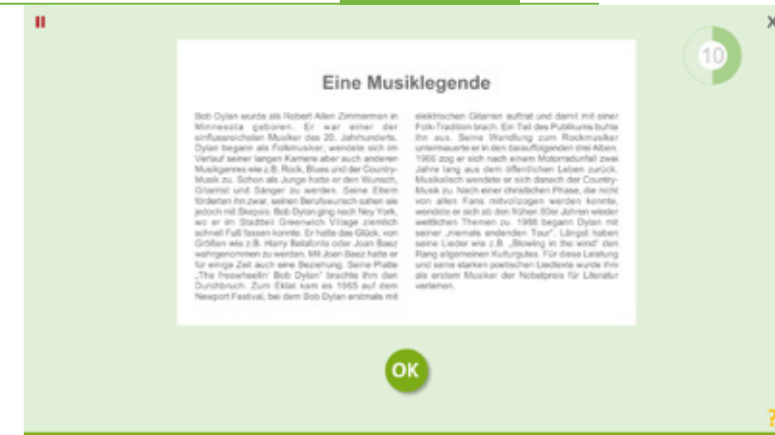 10
X
Eine Musiklegende
Bob Dylan wurde als Robert Allen Zimmerman in
Minnesota geboren. Er war einer der
einflussreichsten Musiker des 20. Jahrhunderts.
Dylan begann als Folkmusiker, wendete sich im
Verlauf seiner langen Karriere aber auch anderen
Musikgenres wie z.B. Rock, Blues und der Country-
Musik zu. Schon als Junge hatte er den Wunsch,
Gitarrist und Sänger zu werden. Seine Eltern
förderten ihn zwar, seinen Berufswunsch sahen sie
jedoch mit Skepsis. Bob Dylan ging nach Ney York,
wo er im Stadtteil Greenwich Village ziemlich
schnell Fuß fassen konnte. Er hatte das Glück, von
Größen wie z.B. Harry Belafonte oder Joan Baez
wahrgenommen zu werden. Mit Joan Baez hatte er
für einige Zeit auch eine Beziehung. Seine Platte
„The freewheelin' Bob Dylan" brachte ihm den
Durchbruch. Zum Eklat kam es 1965 auf dem
Newport Festival, bei dem Bob Dylan erstmals mit
elektrischen Gitarren auftrat und damit mit einer
Folk-Tradition brach. Ein Teil des Publikums buhte
ihn aus. Seine Wandlung zum Rockmusiker
untermauerte er in den darauffolgenden drei Alben.
1966 zog er sich nach einem Motorradunfall zwei
Jahre lang aus dem öffentlichen Leben zurück.
Musikalisch wendete er sich danach der Country-
Musik zu. Nach einer christlichen Phase, die nicht
von allen Fans mitvollzogen werden konnte,
wendete er sich ab den frühen 80er Jahren wieder
weltlichen Themen zu. 1988 begann Dylan mit
seiner „niemals endenden Tour". Längst haben
seine Lieder wie z.B. „Blowing in the wind" den
Rang allgemeinen Kulturgutes. Für diese Leistung
und seine starken poetischen Liedtexte wurde ihm
als erstem Musiker der Nobelpreis für Literatur
verliehen.
OK
?